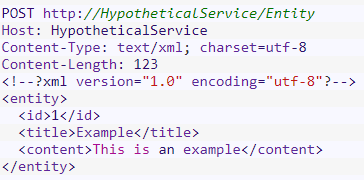 POST http://HypotheticalService/Entity
Host: HypotheticalService
Content-Type: text/xml; charset=utf-8
Content-Length: 123
<!--?xml version="1.0" encoding="utf-8"?-->
<entity>
  <id>1</id>
  <title>Example</title>
  <content>This is an example</content>
</entity>